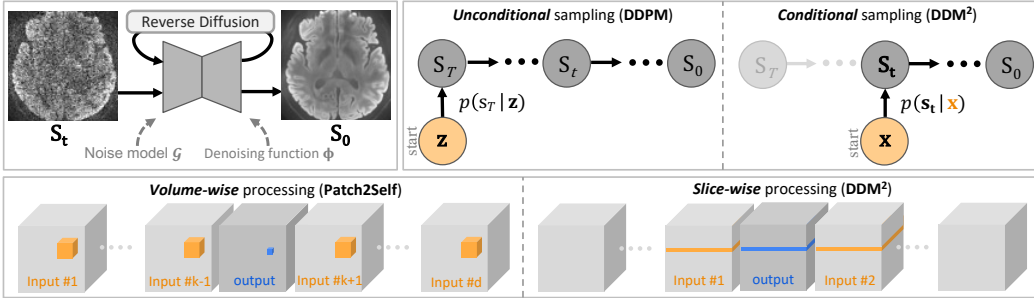 Reverse Diffusion
S_t
S_0
Noise model 𝒢
Denoising function ϕ
Unconditional sampling (DDPM)
S_T
S_t
S_0
p(s_T | z)
start
z
Conditional sampling (DDM²)
S_T
S_t
S_0
p(s_t | x)
start
x
Volume-wise processing (Patch2Self)
Input #1
Input #k-1
output
Input #k+1
Input #d
Slice-wise processing (DDM²)
Input #1
output
Input #2